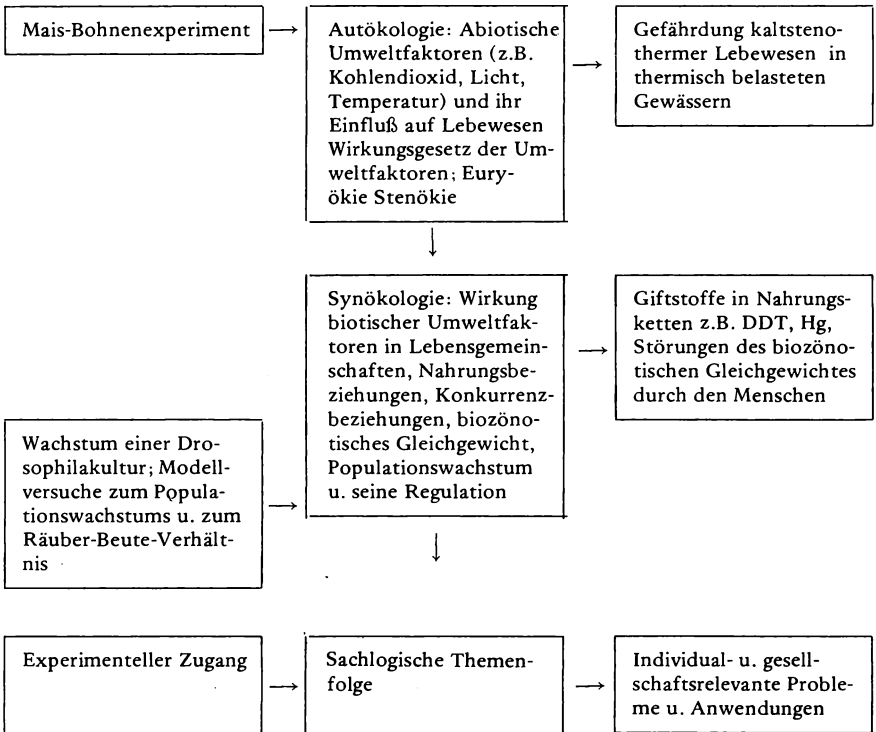 Mais-Bohnenexperiment
Autökologie: Abiotische
Umweltfaktoren (z.B.
Kohlendioxid, Licht,
Temperatur) und ihr
Einfluß auf Lebewesen
Wirkungsgesetz der Um-
weltfaktoren; Eury-
ökie Stenökie
Gefährdung kaltsteno-
thermer Lebewesen in
thermisch belasteten
Gewässern
Synökologie: Wirkung
biotischer Umweltfak-
toren in Lebensgemein-
schaften, Nahrungsbe-
ziehungen, Konkurrenz-
beziehungen, biozöno-
tisches Gleichgewicht,
Populationswachstum
u. seine Regulation
Giftstoffe in Nahrungs-
ketten z.B. DDT, Hg,
Störungen des biozöno-
tischen Gleichgewichtes
durch den Menschen
Wachstum einer Dro-
sophilakultur; Modell-
versuche zum Popula-
tionswachstums u. zum
Räuber-Beute-Verhält-
nis
Experimenteller Zugang
Sachlogische Themen-
folge
Individual- u. gesell-
schaftsrelevante Proble-
me u. Anwendungen